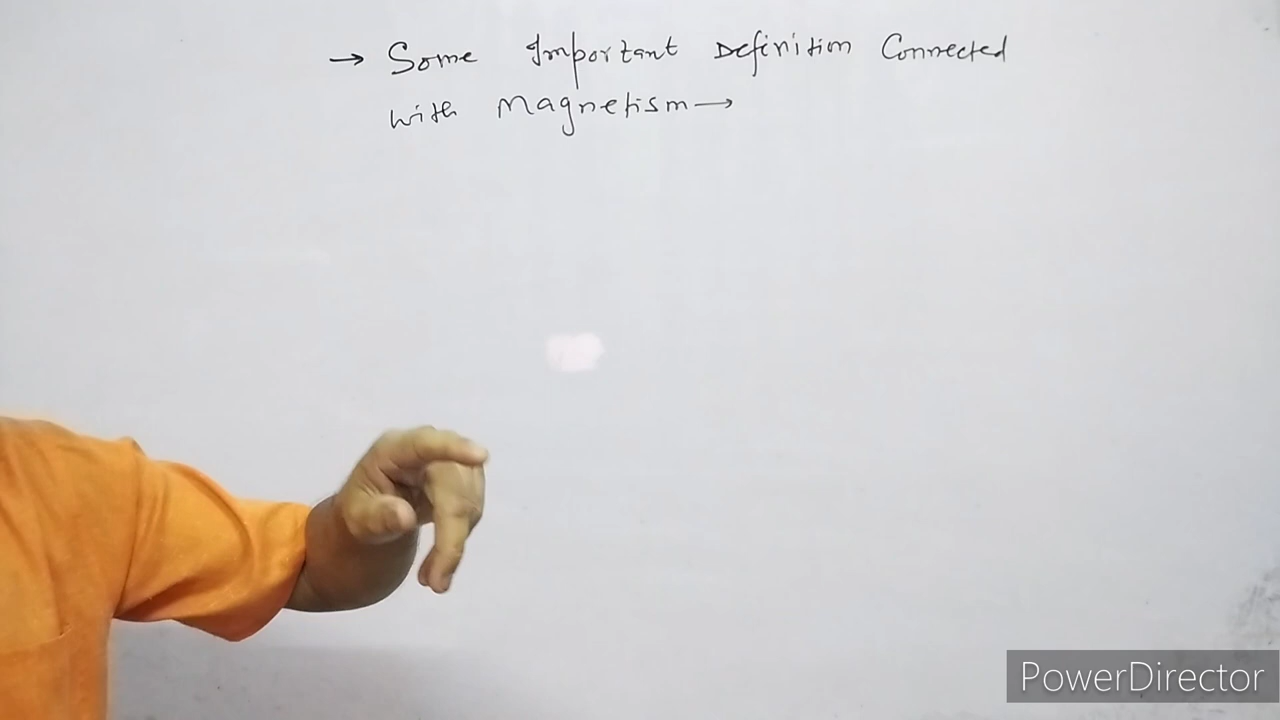 → Some Important Definition Connected
with Magnetism →
PowerDirector